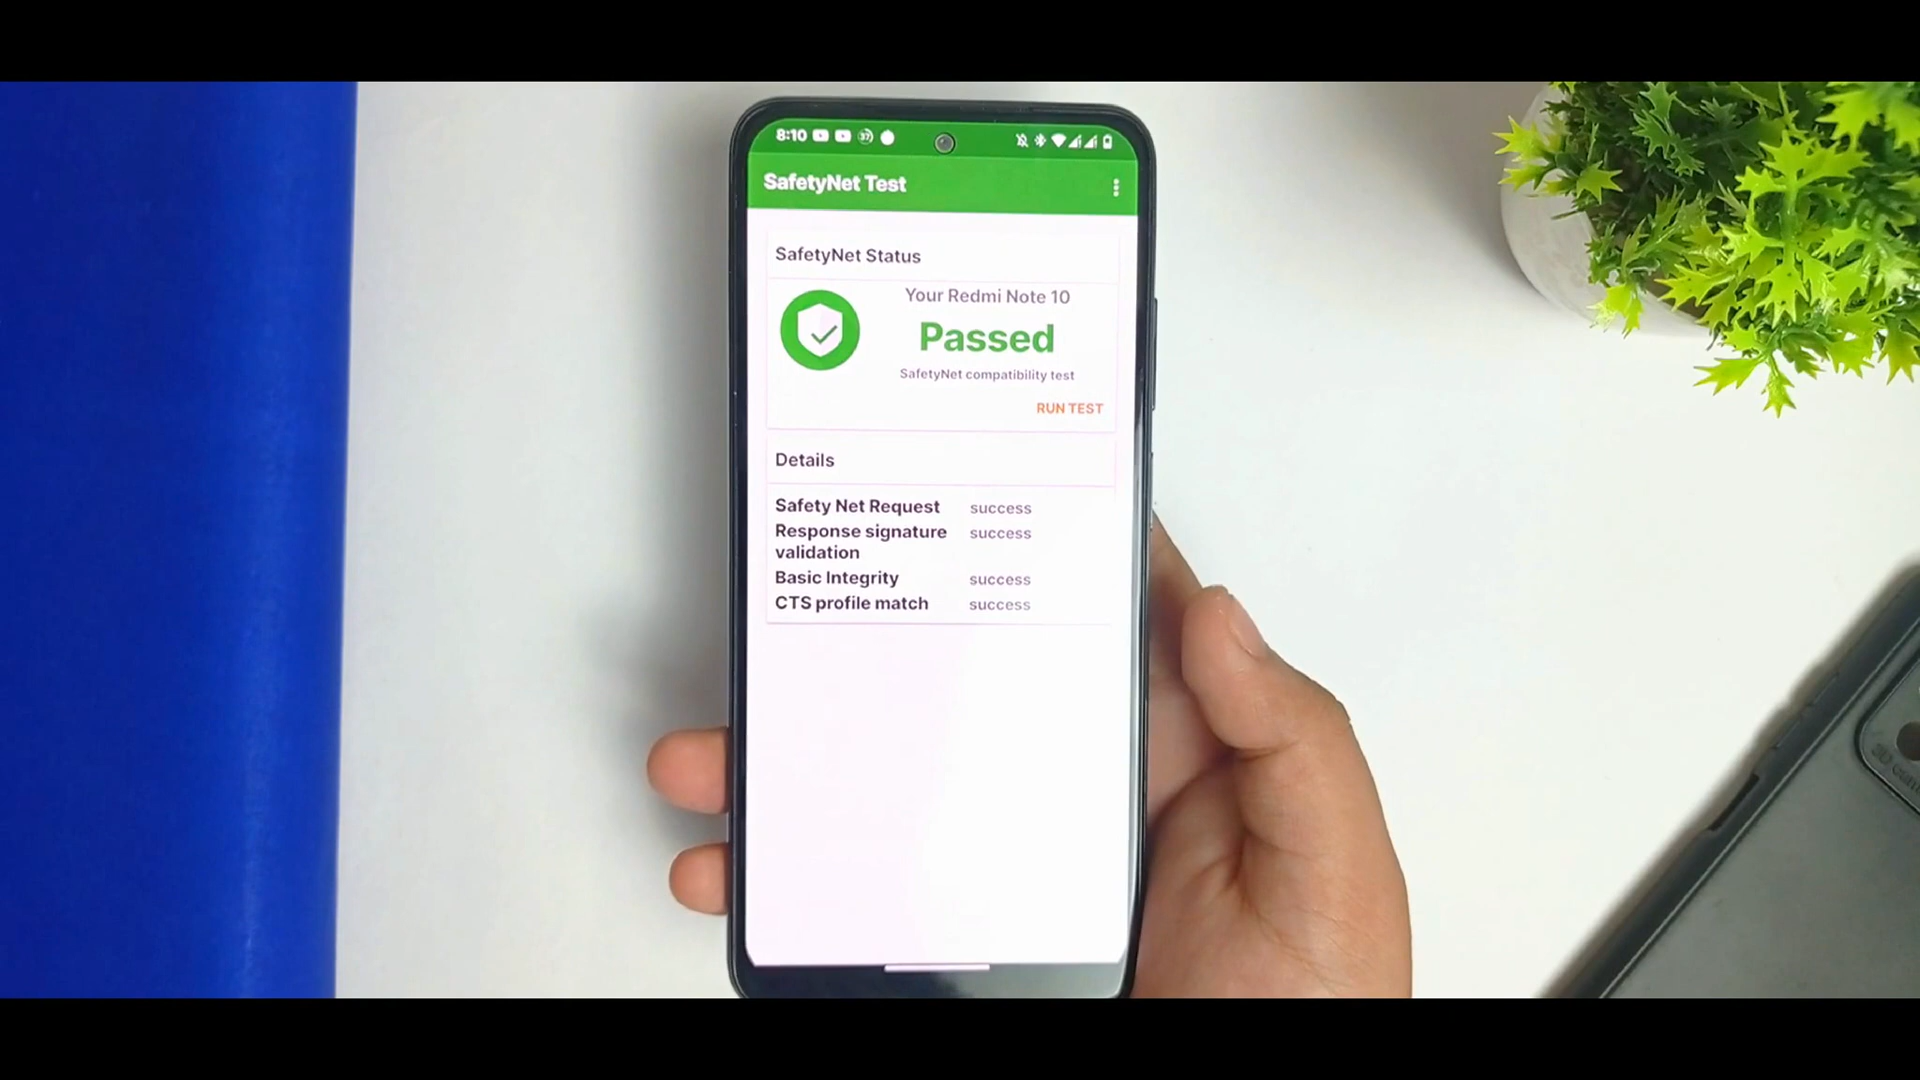 8:10
SafetyNet Test
SafetyNet Status
Your Redmi Note 10
Passed
SafetyNet compatibility test
RUN TEST
Details
Safety Net Request success
Response signature success
validation
Basic Integrity success
CTS profile match success